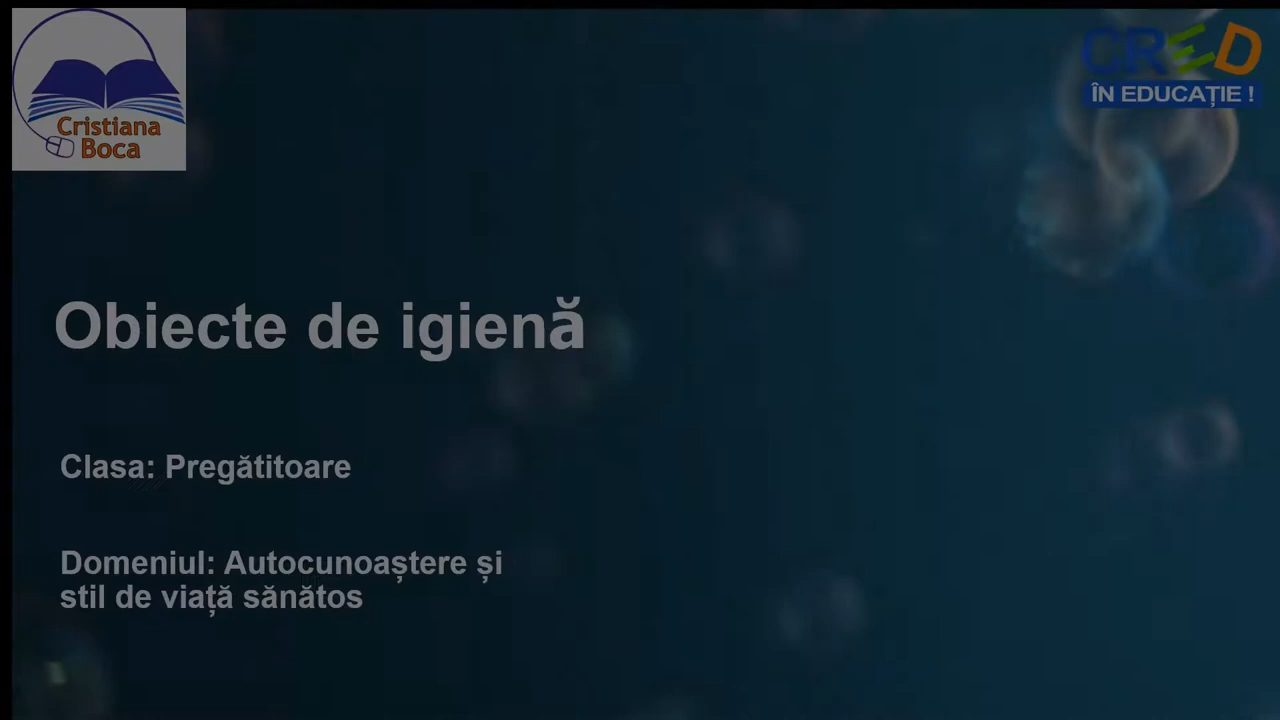 Cristiana
Boca
CRED
ÎN EDUCAȚIE !
Obiecte de igienă
Clasa: Pregătitoare
Domeniul: Autocunoaștere și
stil de viață sănătos